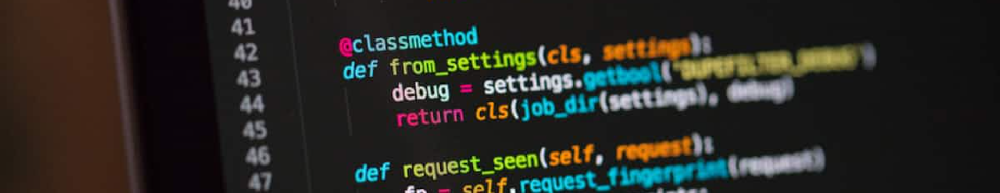 40
41
42 @classmethod
43 def from_settings(cls, settings):
44 debug = settings.getbool('DUPEFILTER_DEBUG')
45 return cls(job_dir(settings), debug)
46
47 def request_seen(self, request):
fp = self.request_fingerprint(request)